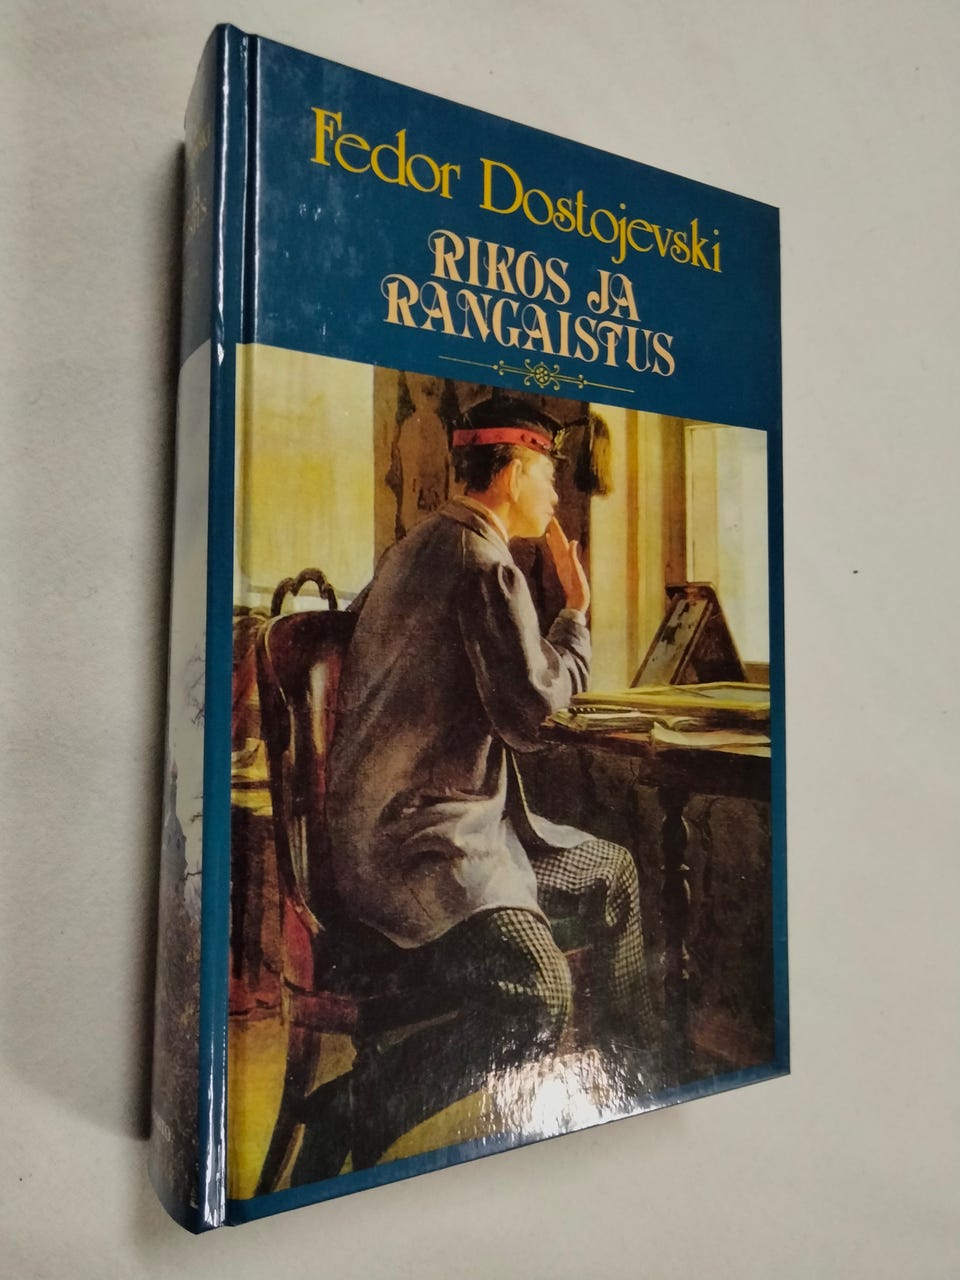 Fedor Dostojevski
RIKOS JA
RANGAISTUS